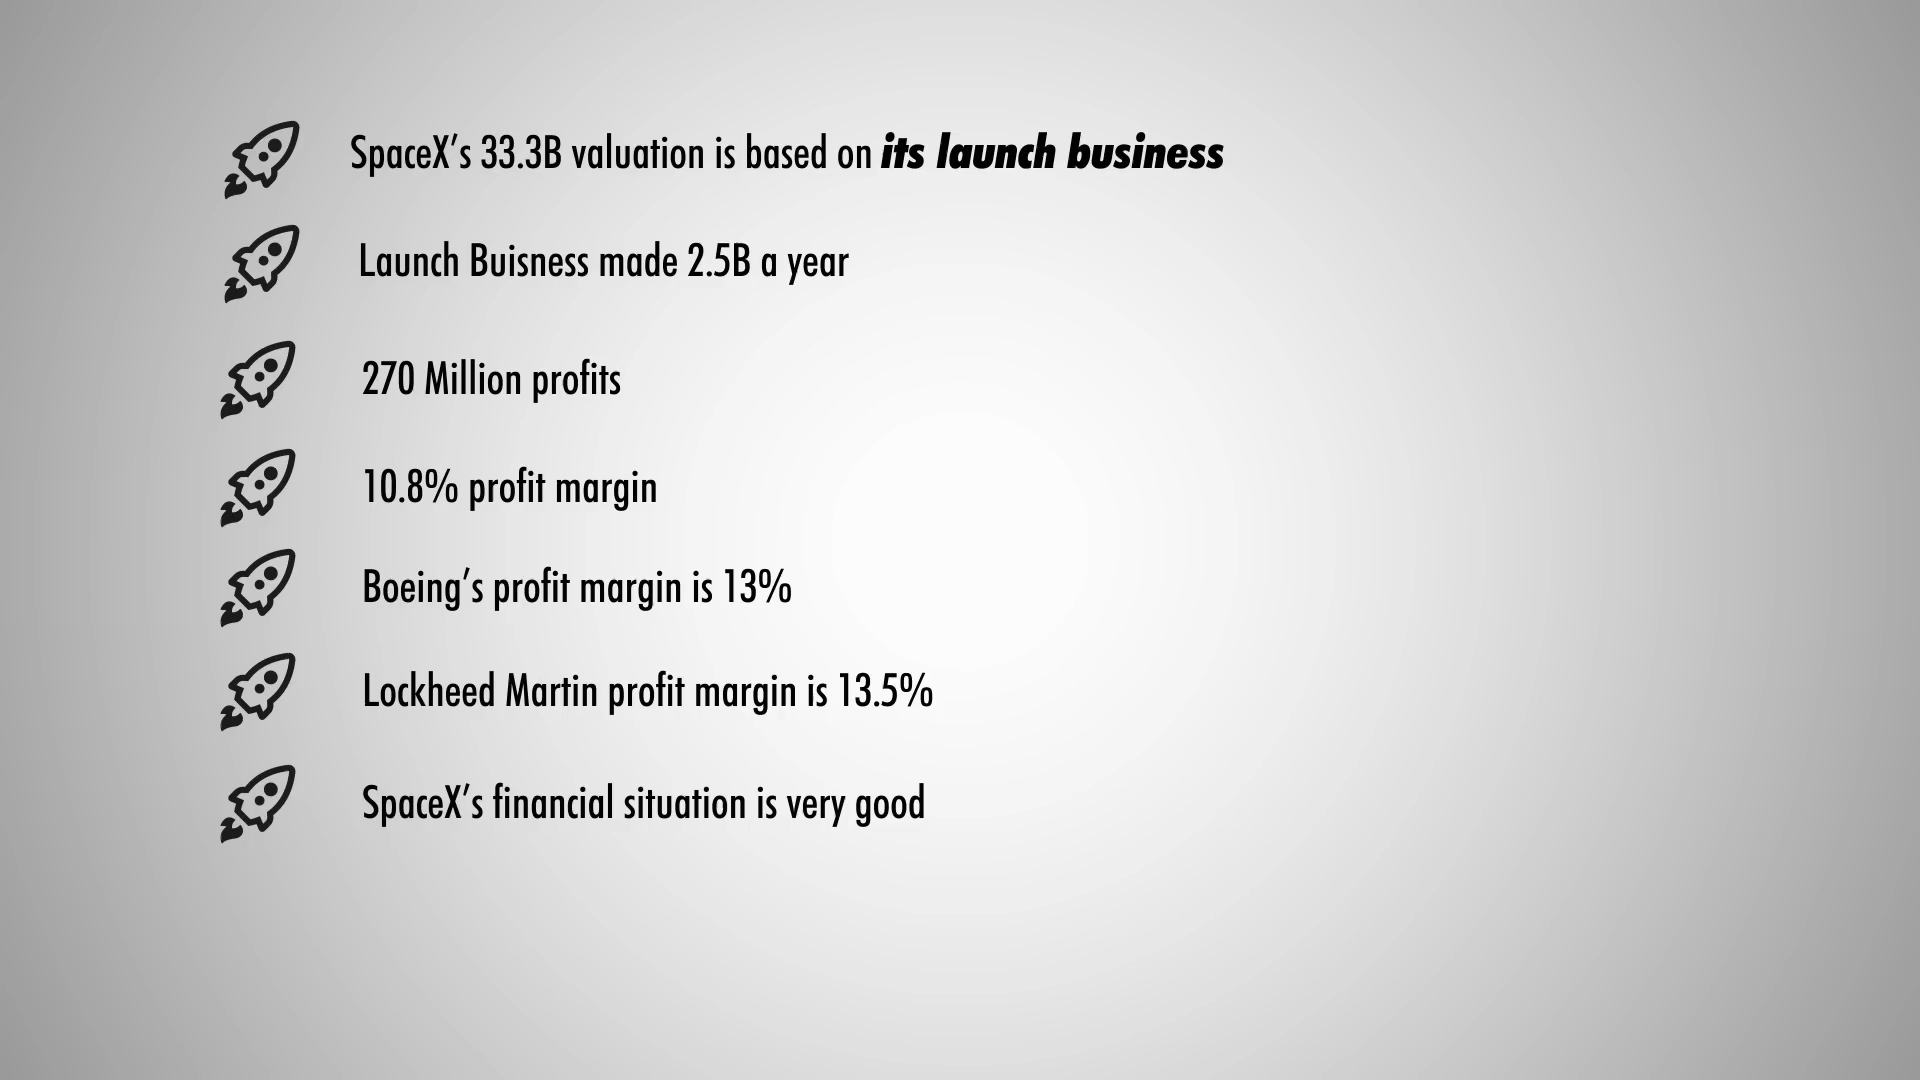 SpaceX’s 33.3B valuation is based on its launch business
Launch Buisness made 2.5B a year
270 Million profits
10.8% profit margin
Boeing’s profit margin is 13%
Lockheed Martin profit margin is 13.5%
SpaceX’s financial situation is very good